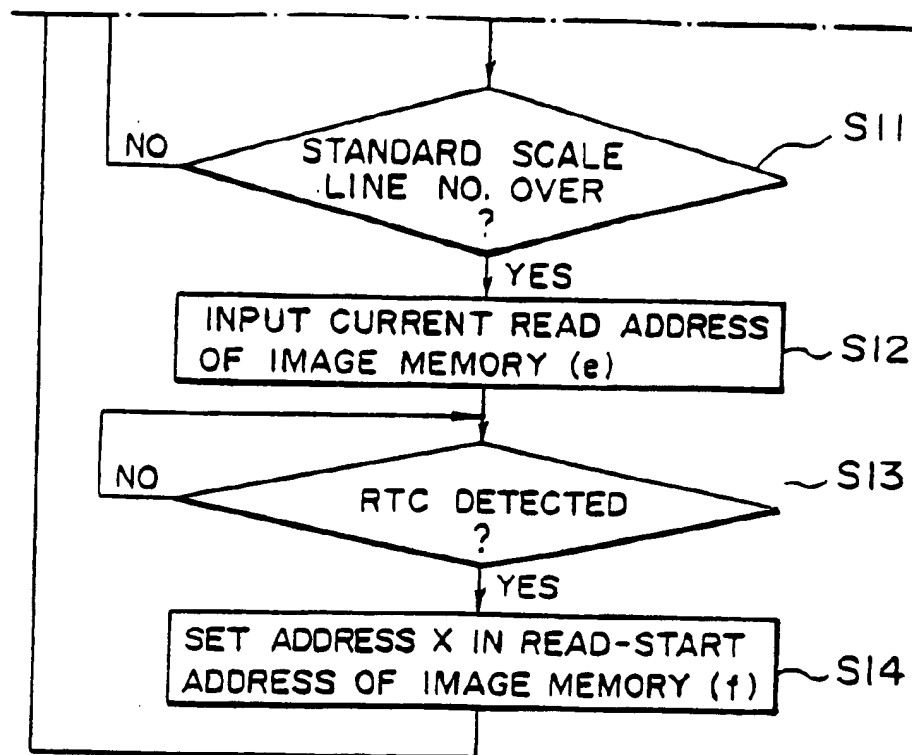 NO
STANDARD SCALE
LINE NO. OVER
?
S11
YES
INPUT CURRENT READ ADDRESS
OF IMAGE MEMORY (e)
S12
NO
RTC DETECTED
?
S13
YES
SET ADDRESS X IN READ-START
ADDRESS OF IMAGE MEMORY (f)
S14